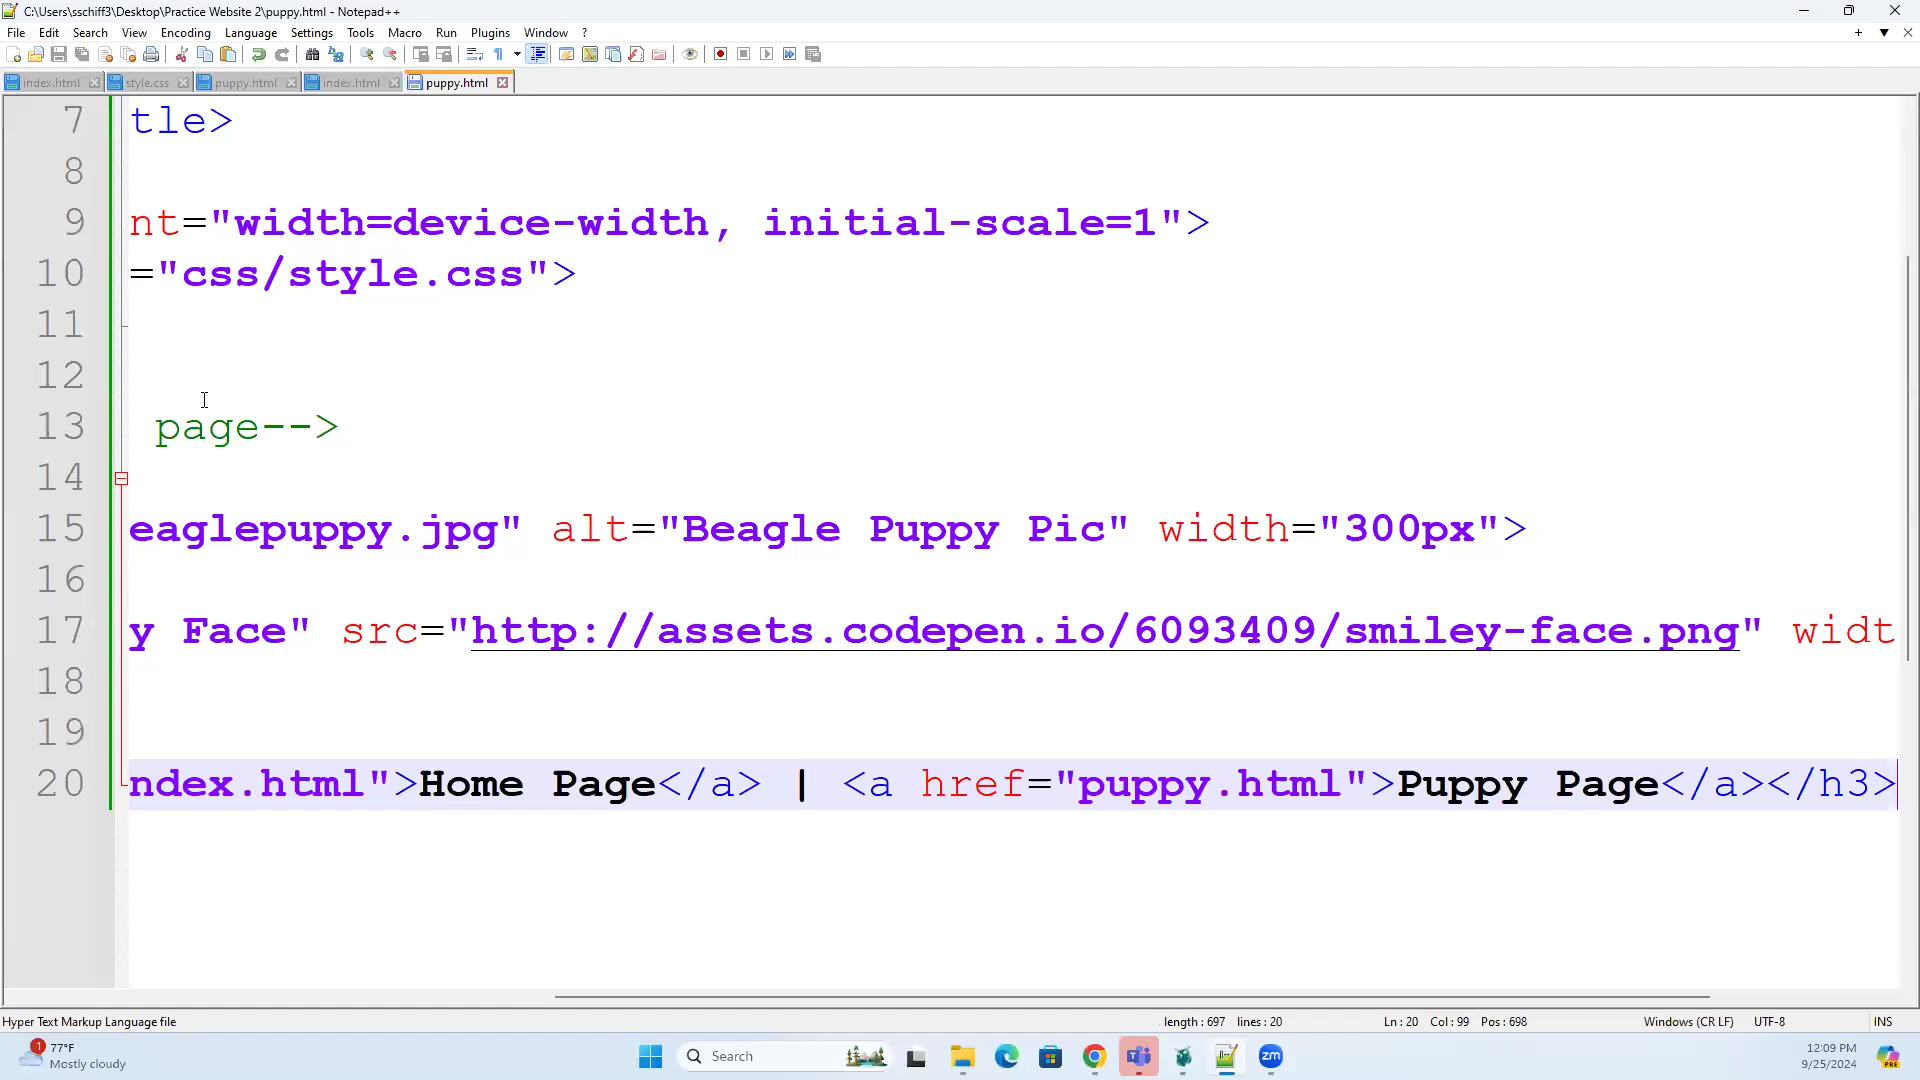 C:\Users\sschiff3\Desktop\Practice Website 2\puppy.html - Notepad++
File Edit Search View Encoding Language Settings Tools Macro Run Plugins Window ?
index.html style.css puppy.html index.html puppy.html
7 tle>
8
9 nt="width=device-width, initial-scale=1">
10 ="css/style.css">
11
12
13 page-->
14
15 eaglepuppy.jpg" alt="Beagle Puppy Pic" width="300px">
16
17 y Face" src="http://assets.codepen.io/6093409/smiley-face.png" widt
18
19
20 ndex.html">Home Page</a> | <a href="puppy.html">Puppy Page</a></h3>
Hyper Text Markup Language file length : 697 lines : 20 Ln : 20 Col : 99 Pos : 698 Windows (CR LF) UTF-8 INS
1 77°F
Mostly cloudy
Search
zm
12:09 PM
9/25/2024
PRE